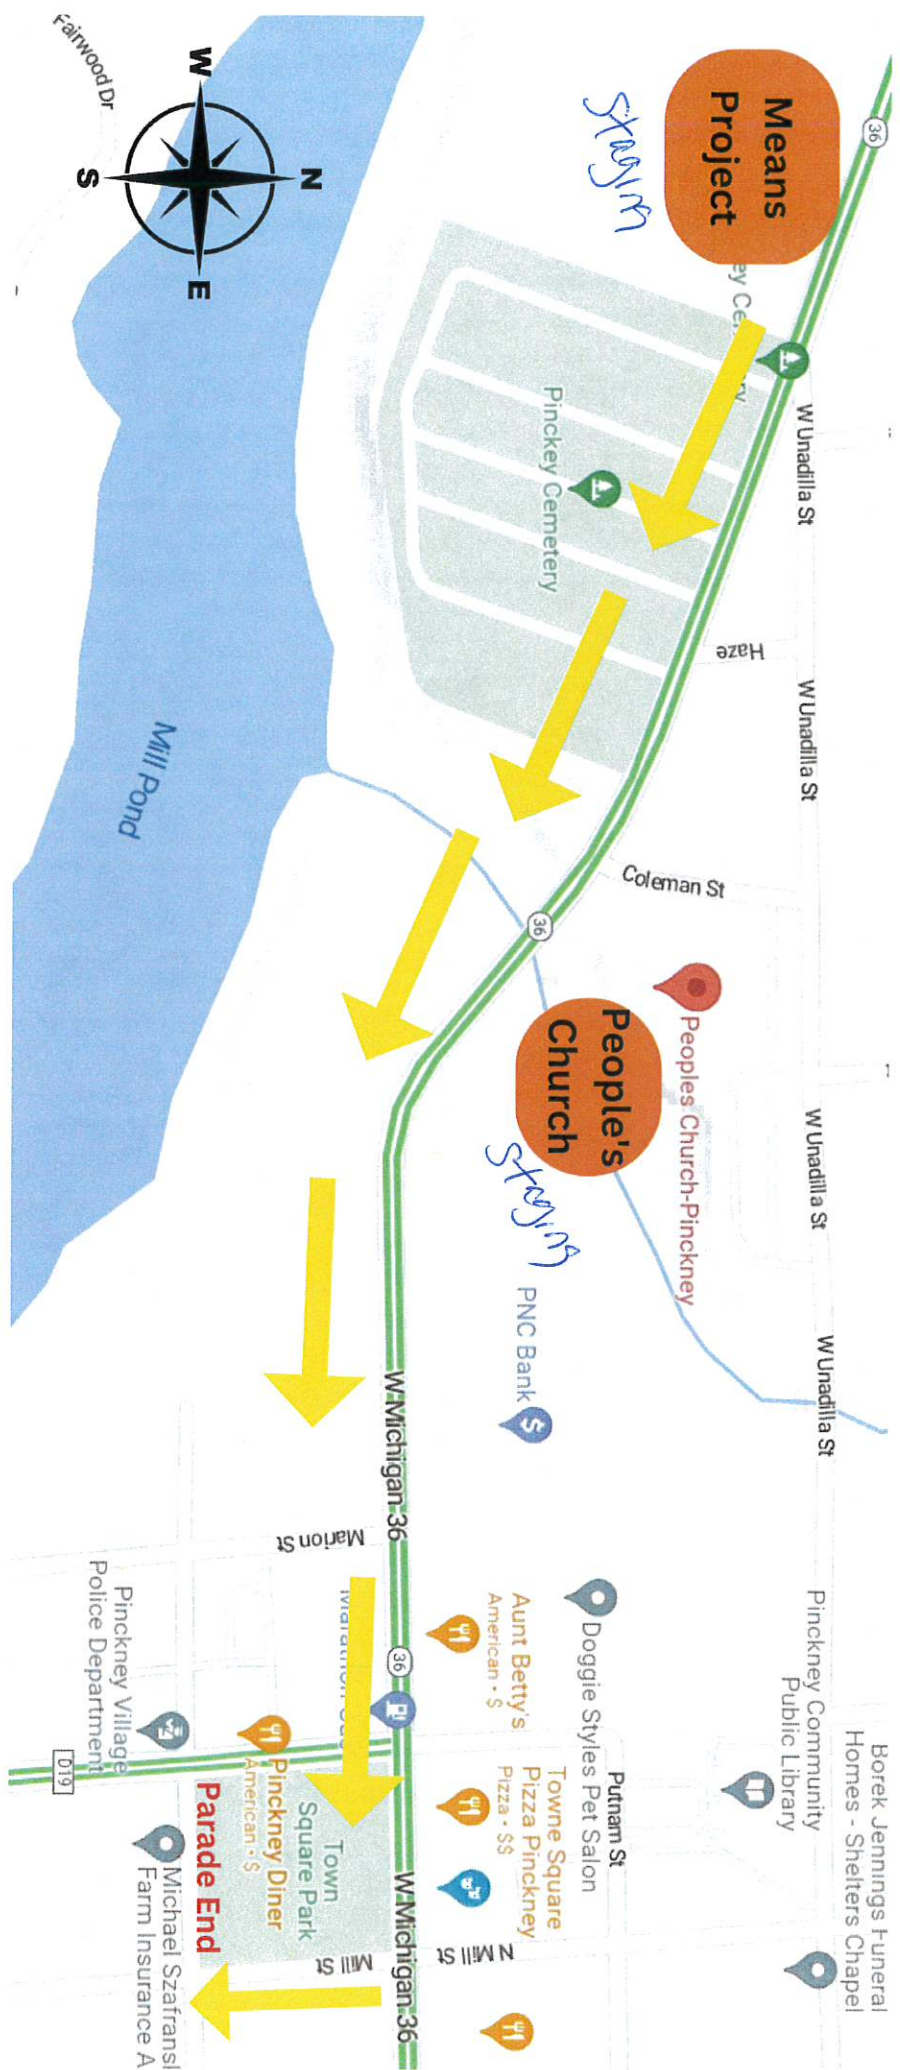 Fairwood Dr
W
N
S
E
36
Means
Project
Staging
W Unadilla St
Pinckey Cemetery
Haze
W Unadilla St
Mill Pond
Coleman St
36
Peoples Church-Pinckney
People's
Church
Staging
W Unadilla St
PNC Bank
W Unadilla St
W Michigan 36
Marion St
Pinckney Village
Police Department
36
Aunt Betty's
American • $
Doggie Styles Pet Salon
Pinckney Community
Public Library
Borek Jennings Funeral
Homes - Shelters Chapel
D19
Pinckney Diner
American • $
Towne Square
Pizza Pinckney
Pizza • $$
Putnam St
Town
Square Park
Parade End
Michael Szafransl
Farm Insurance A
Mill St
N Mill St
W Michigan 36